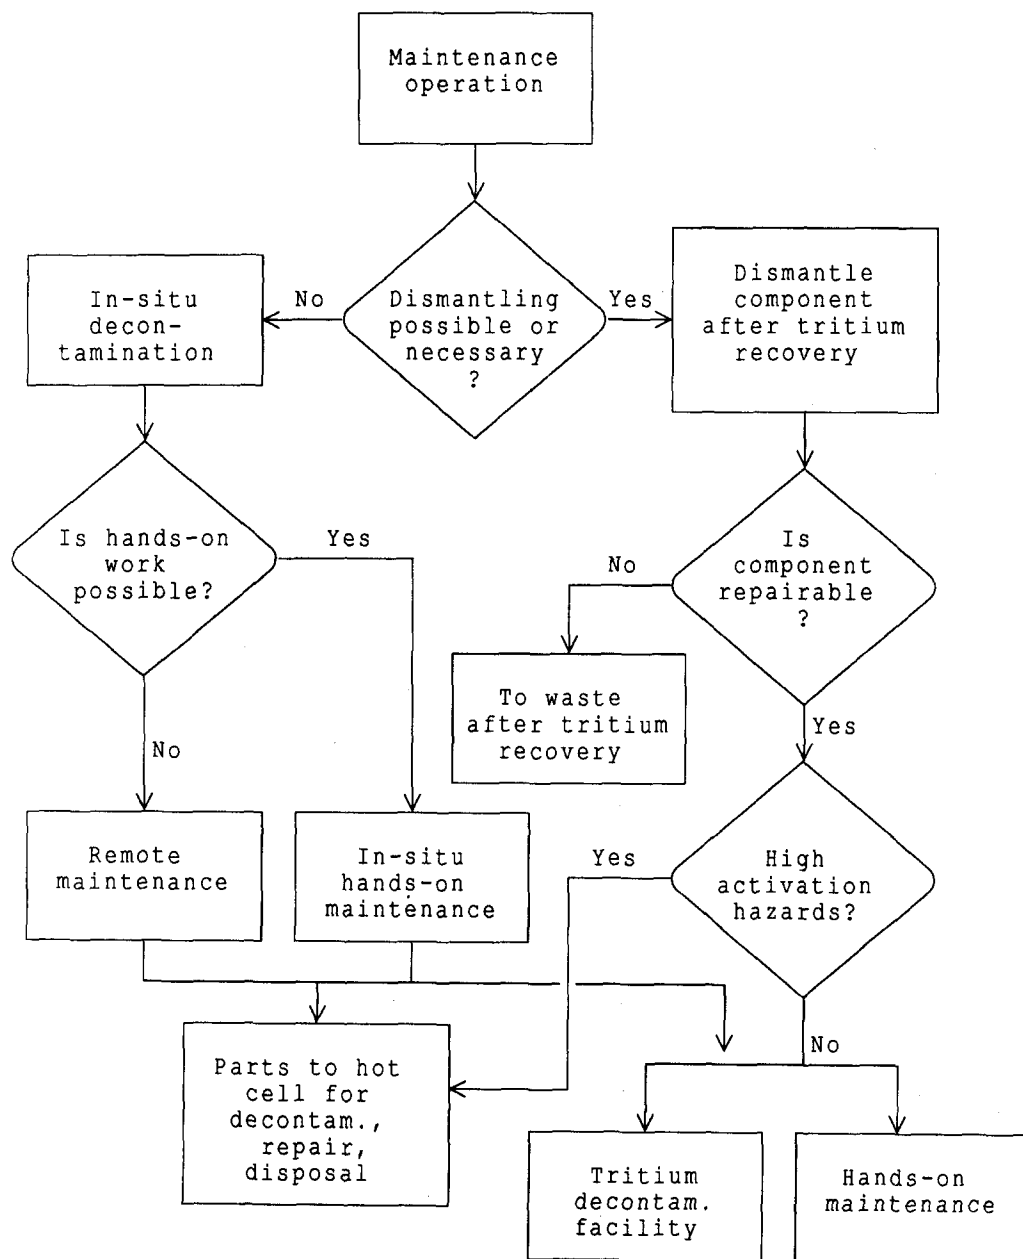 Maintenance
operation
Dismantling
possible or
necessary
?
No
Yes
In-situ
decon-
tamination
Dismantle
component
after tritium
recovery
Is hands-on
work
possible?
Yes
No
Is
component
repairable
?
No
Yes
To waste
after tritium
recovery
Remote
maintenance
In-situ
hands-on
maintenance
High
activation
hazards?
Yes
No
Parts to hot
cell for
decontam.,
repair,
disposal
Tritium
decontam.
facility
Hands-on
maintenance